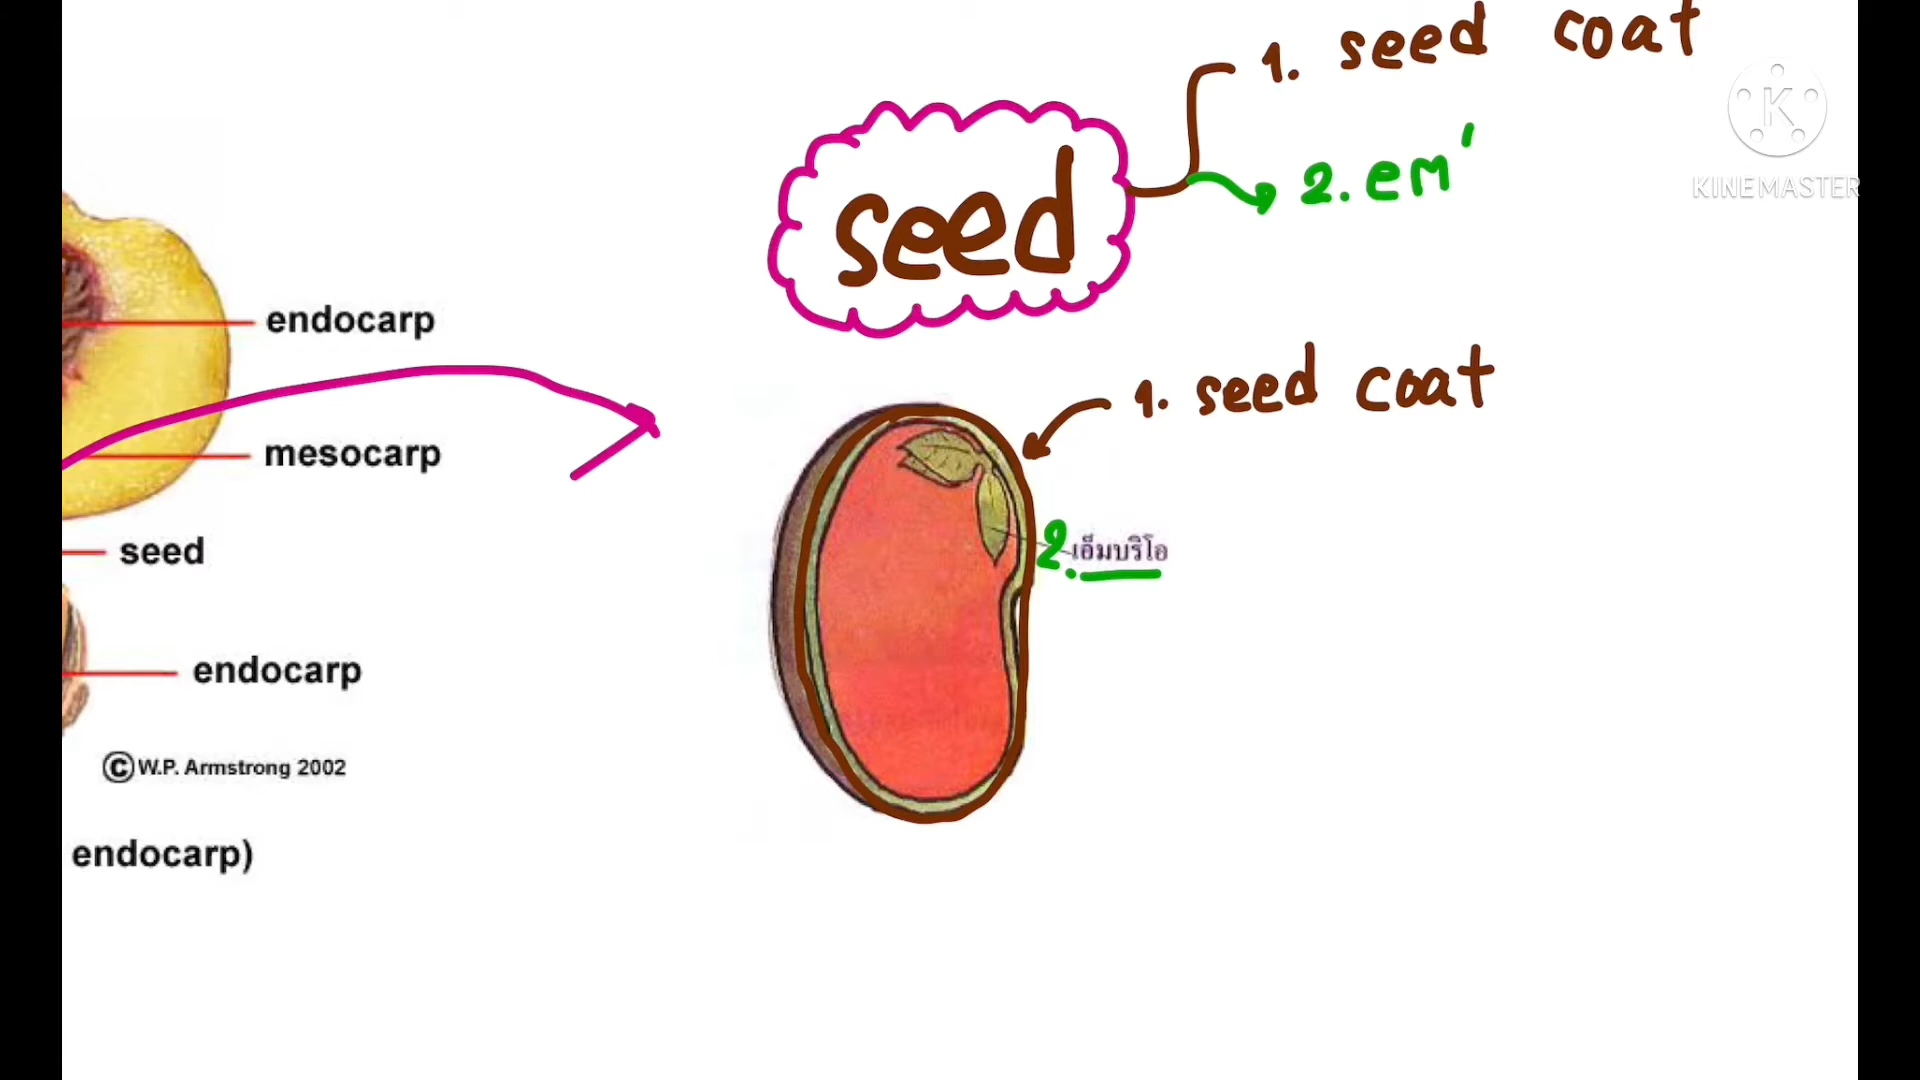 1. seed coat
KINEMASTER
2. em'
seed
endocarp
1. seed coat
mesocarp
2. เอ็มบริโอ
seed
endocarp
©W.P. Armstrong 2002
endocarp)